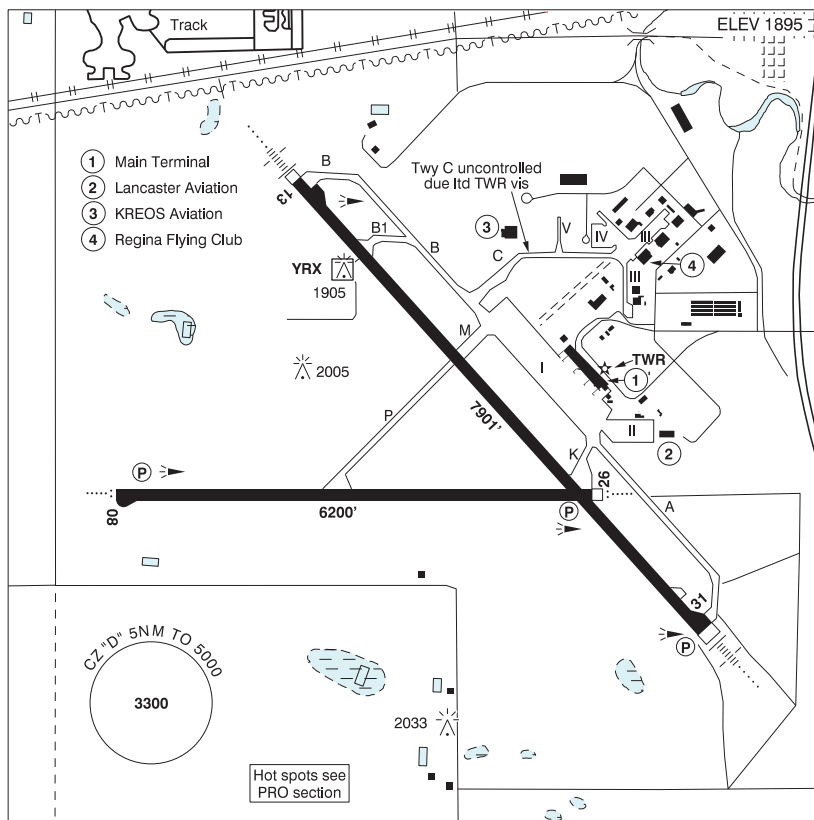 Track
ELEV 1895
1 Main Terminal
2 Lancaster Aviation
3 KREOS Aviation
4 Regina Flying Club
B
Twy C uncontrolled
due ltd TWR vis
13
B1
B
3
V
IV
III
C
4
III
YRX
1905
M
TWR
I
1
2005
P
7901'
II
2
K
P
08
6200'
26
P
A
31
P
CZ "D" 5NM TO 5000
3300
2033
Hot spots see
PRO section